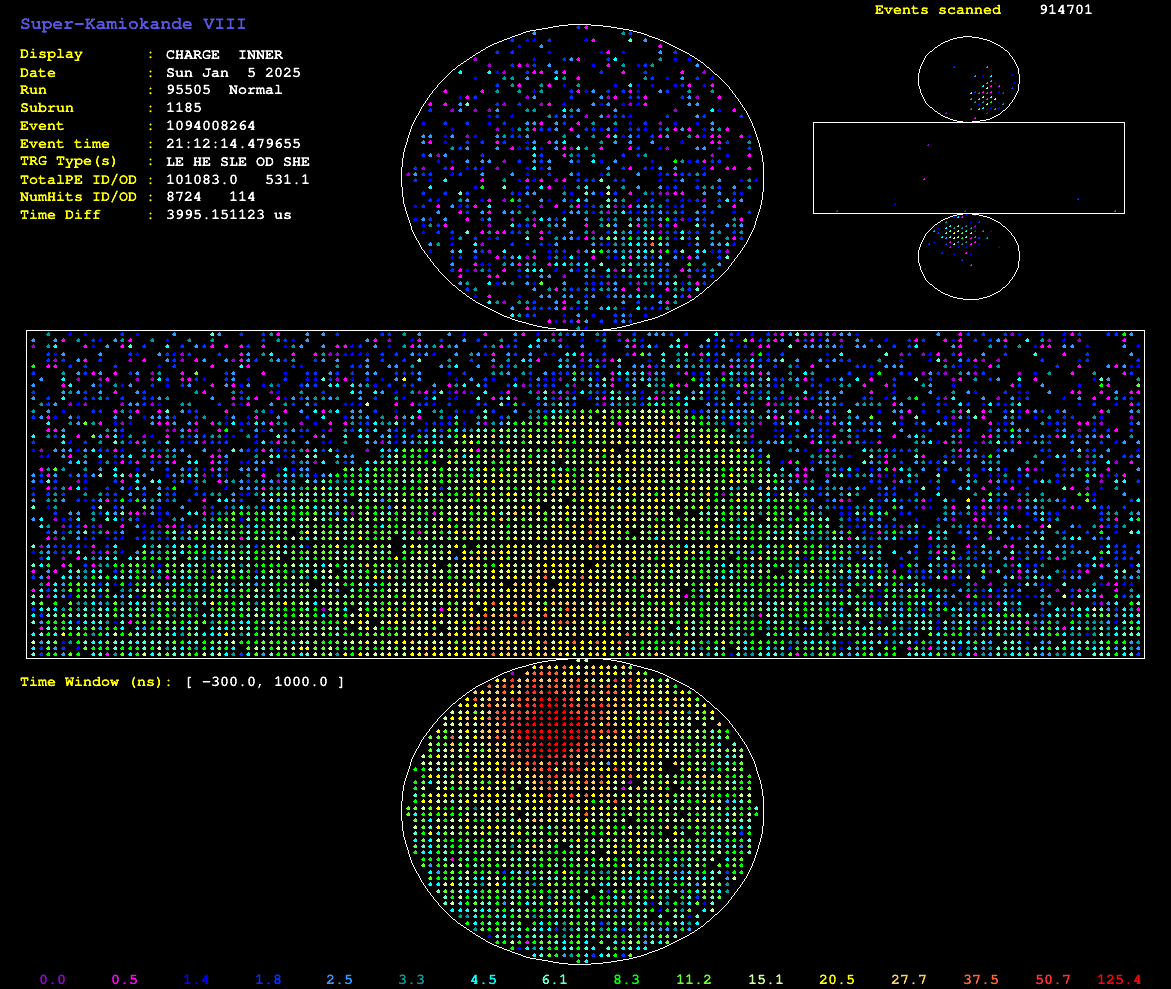 Super-Kamiokande VIII
Display : CHARGE INNER
Date : Sun Jan 5 2025
Run : 95505 Normal
Subrun : 1185
Event : 1094008264
Event time : 21:12:14.479655
TRG Type(s) : LE HE SLE OD SHE
TotalPE ID/OD : 101083.0 531.1
NumHits ID/OD : 8724 114
Time Diff : 3995.151123 us
Events scanned 914701
Time Window (ns): [ −300.0, 1000.0 ]
0.0 0.5 1.4 1.8 2.5 3.3 4.5 6.1 8.3 11.2 15.1 20.5 27.7 37.5 50.7 125.4